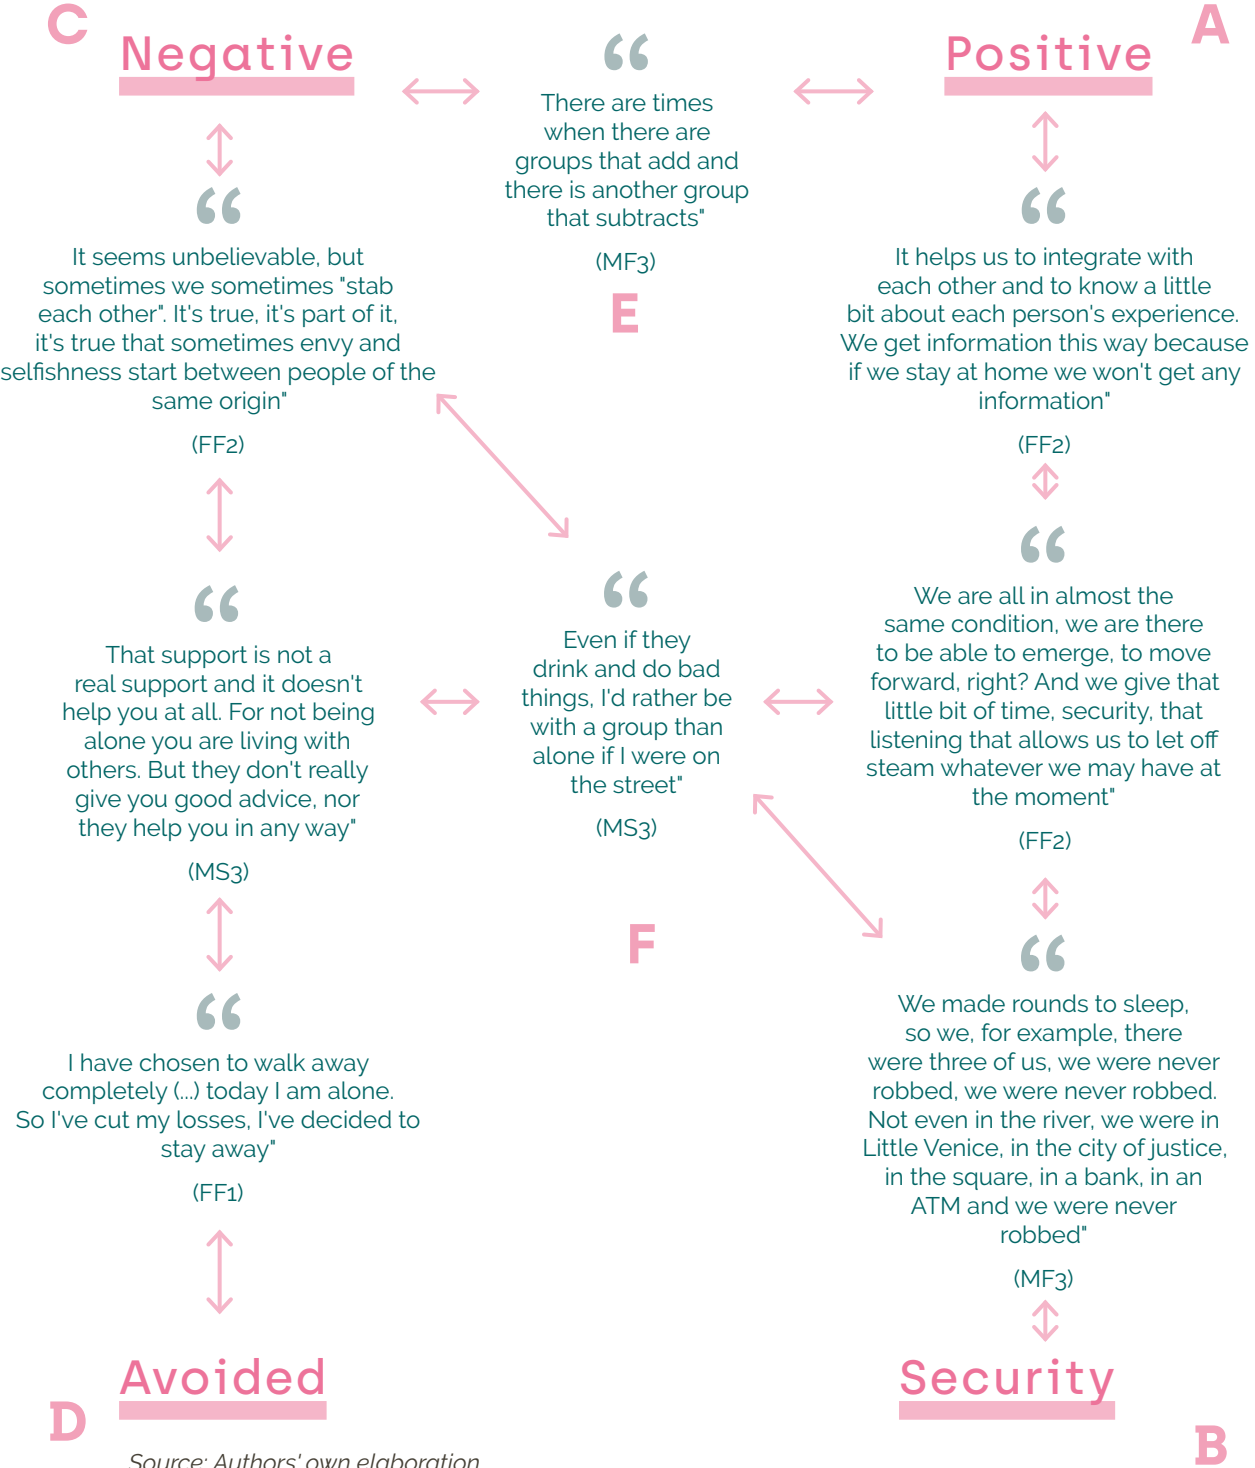 C
Negative
It seems unbelievable, but
sometimes we sometimes "stab
each other". It's true, it's part of it,
it's true that sometimes envy and
selfishness start between people of the
same origin"
(FF2)
That support is not a
real support and it doesn't
help you at all. For not being
alone you are living with
others. But they don't really
give you good advice, nor
they help you in any way"
(MS3)
I have chosen to walk away
completely (...) today I am alone.
So I've cut my losses, I've decided to
stay away"
(FF1)
Avoided
D
“
There are times
when there are
groups that add and
there is another group
that subtracts"
(MF3)
E
“
Even if they
drink and do bad
things, I'd rather be
with a group than
alone if I were on
the street"
(MS3)
F
A
Positive
“
It helps us to integrate with
each other and to know a little
bit about each person's experience.
We get information this way because
if we stay at home we won't get any
information"
(FF2)
“
We are all in almost the
same condition, we are there
to be able to emerge, to move
forward, right? And we give that
little bit of time, security, that
listening that allows us to let off
steam whatever we may have at
the moment"
(FF2)
“
We made rounds to sleep,
so we, for example, there
were three of us, we were never
robbed, we were never robbed.
Not even in the river, we were in
Little Venice, in the city of justice,
in the square, in a bank, in an
ATM and we were never
robbed"
(MF3)
Security
B
Source: Authors' own elaboration